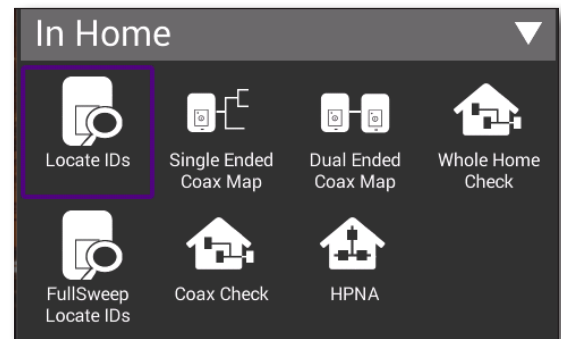 In Home
Locate IDs
Single Ended
Coax Map
Dual Ended
Coax Map
Whole Home
Check
FullSweep
Locate IDs
Coax Check
HPNA